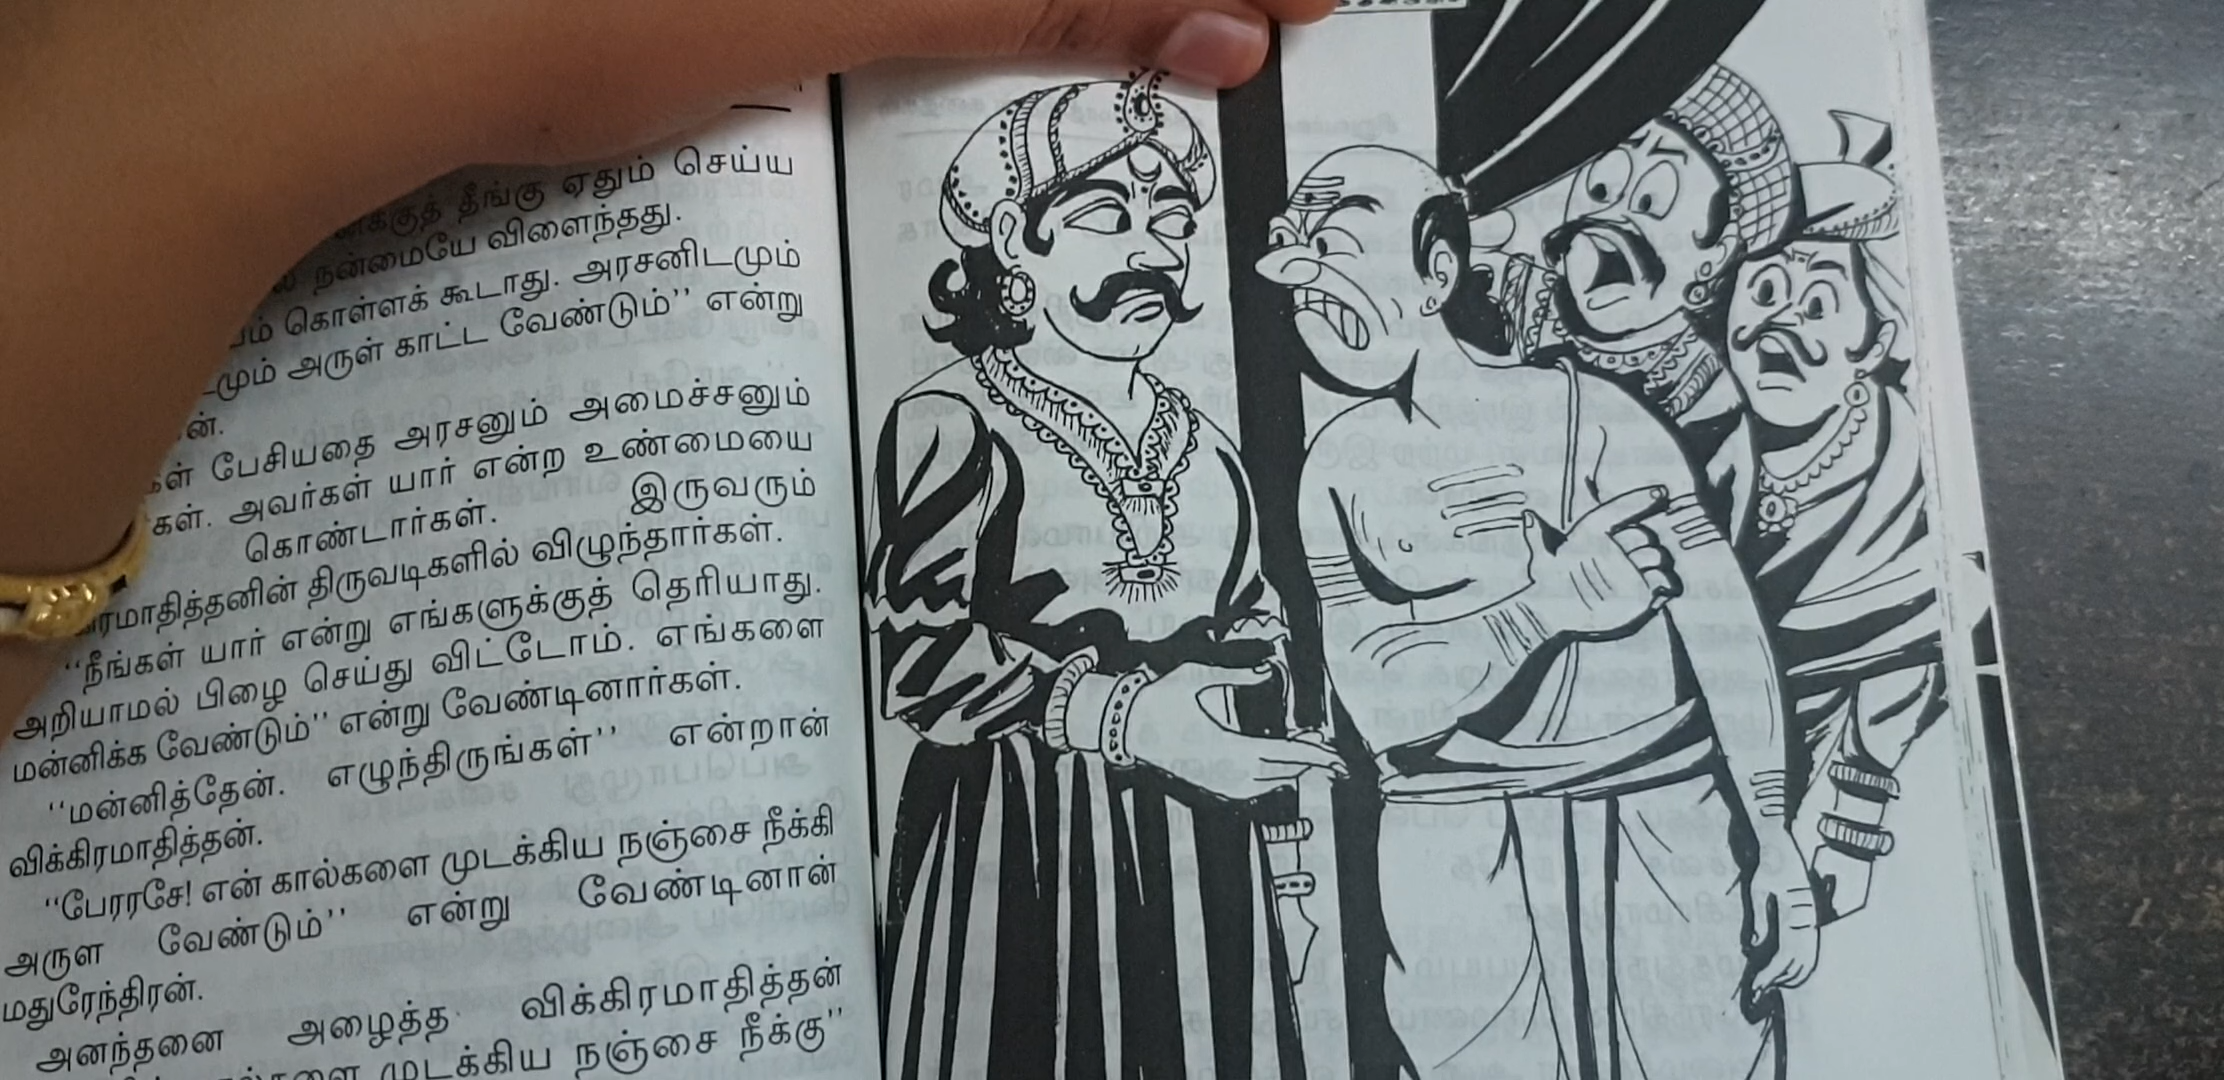 தீங்கு ஏதும் செய்ய
நன்மையே விளைந்தது.
கொள்ளக் கூடாது. அரசனிடமும்
அருள் காட்ட வேண்டும்’’ என்று
பேசியதை அரசனும் அமைச்சனும்
அவர்கள் யார் என்ற உண்மையை
கொண்டார்கள். இருவரும்
திருவடிகளில் விழுந்தார்கள்.
‘‘நீங்கள் யார் என்று எங்களுக்குத் தெரியாது.
அறியாமல் பிழை செய்து விட்டோம். எங்களை
மன்னிக்க வேண்டும்’’ என்று வேண்டினார்கள்.
‘‘மன்னித்தேன். எழுந்திருங்கள்’’ என்றான்
விக்கிரமாதித்தன்.
‘‘பேரரசே! என் கால்களை முடக்கிய நஞ்சை நீக்கி
அருள வேண்டும்’’ என்று வேண்டினான்
மதுரேந்திரன்.
அனந்தனை அழைத்த விக்கிரமாதித்தன்
முடக்கிய நஞ்சை நீக்கு’’